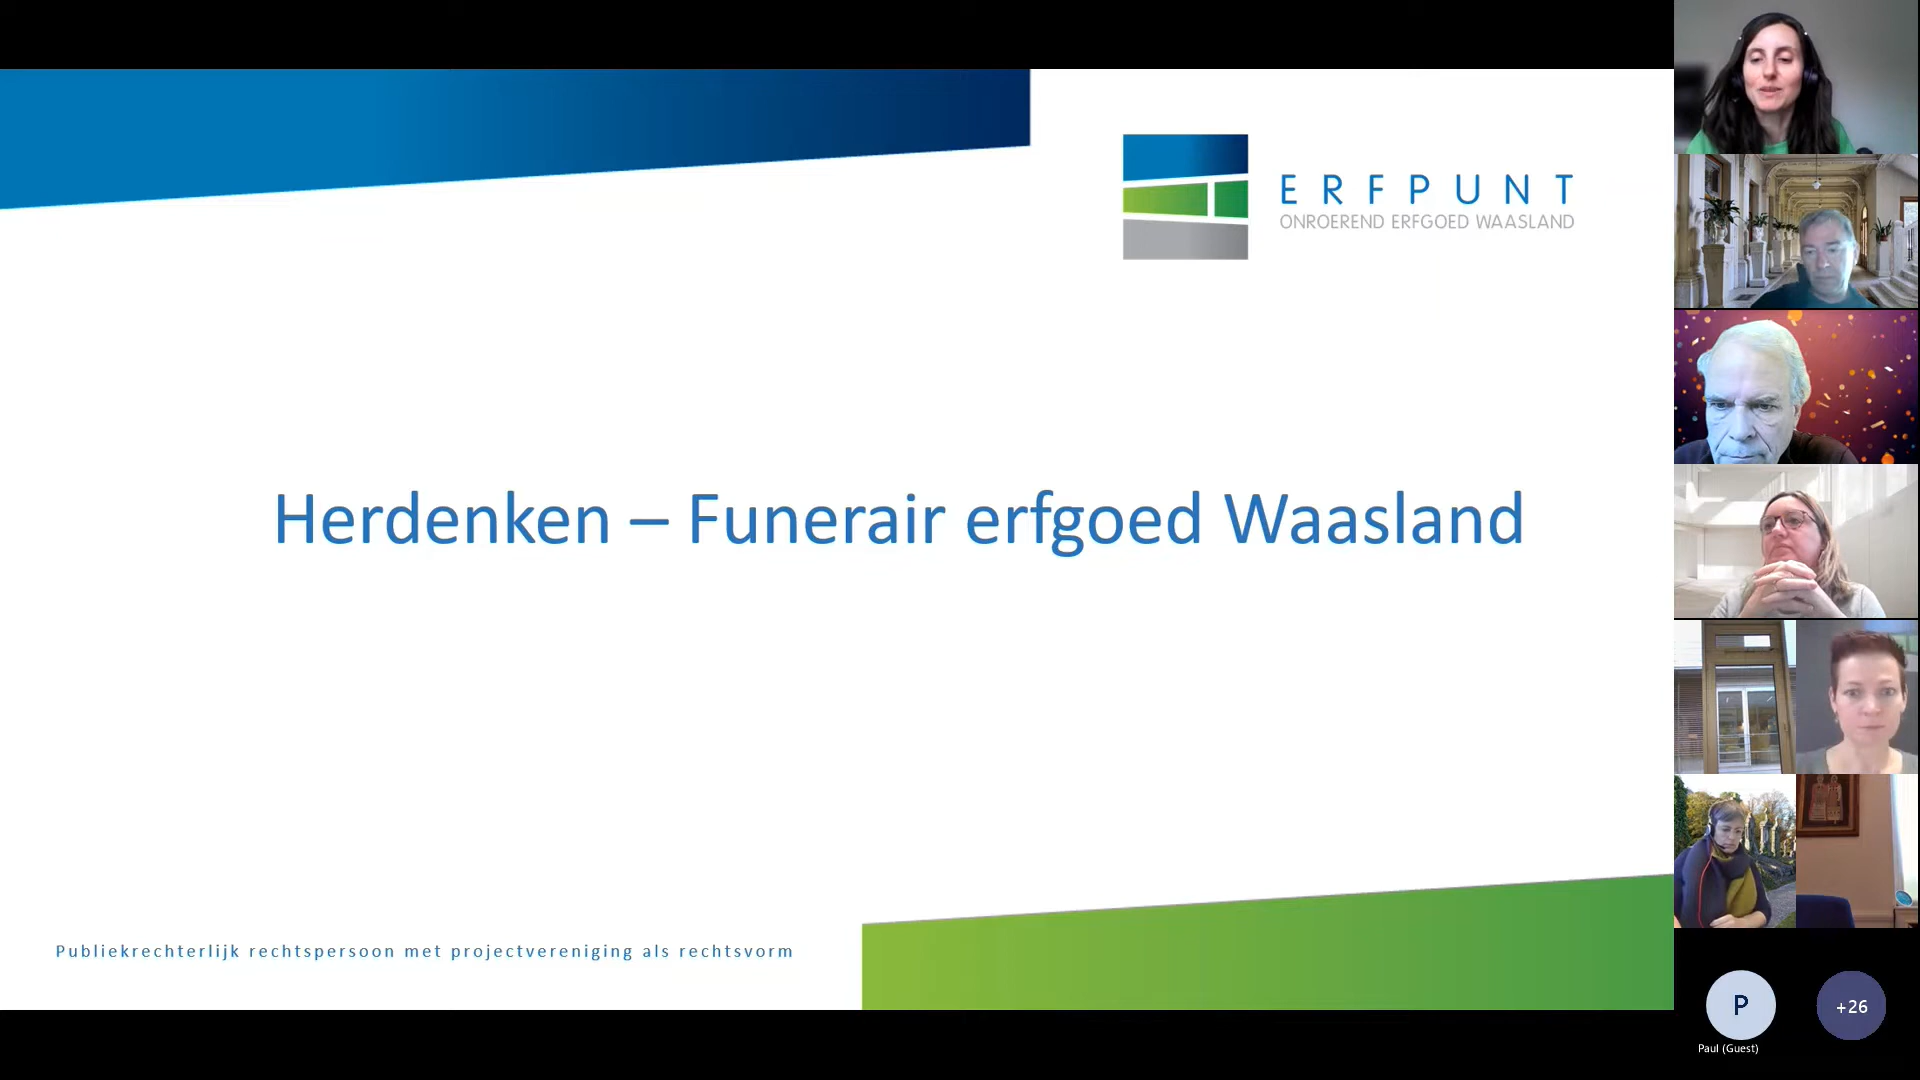 ERFPUNT
ONROEREND ERFGOED WAASLAND
Herdenken – Funerair erfgoed Waasland
Publiekrechterlijk rechtspersoon met projectvereniging als rechtsvorm
P
+26
Paul (Guest)